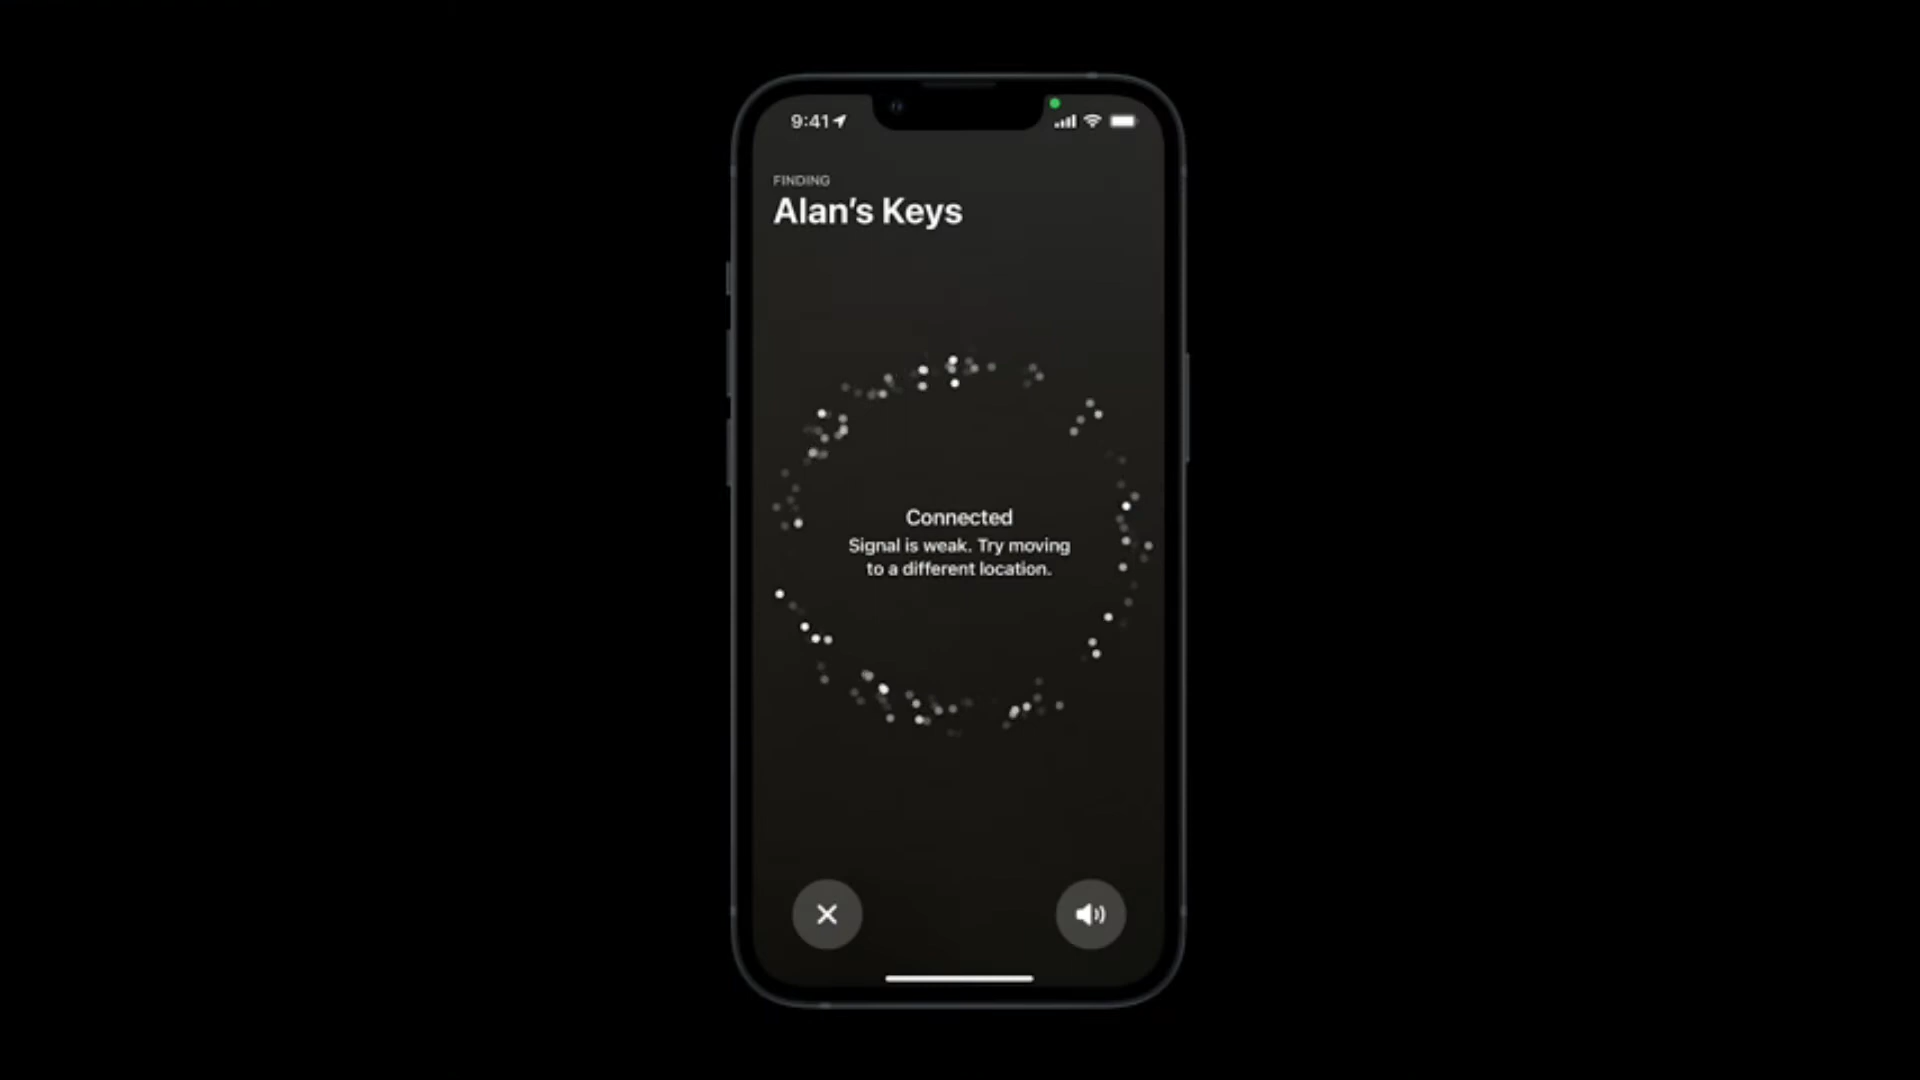 9:41
FINDING
Alan's Keys
Connected
Signal is weak. Try moving
to a different location.